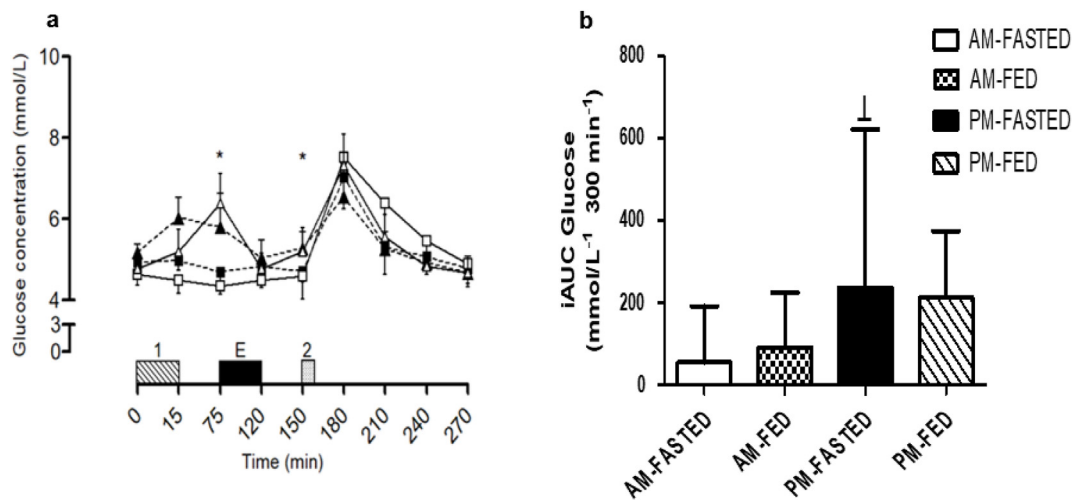 a
Glucose concentration (mmol/L)
10
8
6
4
3
0
* *
1 E 2
0 15 75 120 150 180 210 240 270
Time (min)
b
iAUC Glucose
(mmol/L⁻¹ 300 min⁻¹)
800
600
400
200
0
AM-FASTED
AM-FED
PM-FASTED
PM-FED
AM-FASTED AM-FED PM-FASTED PM-FED